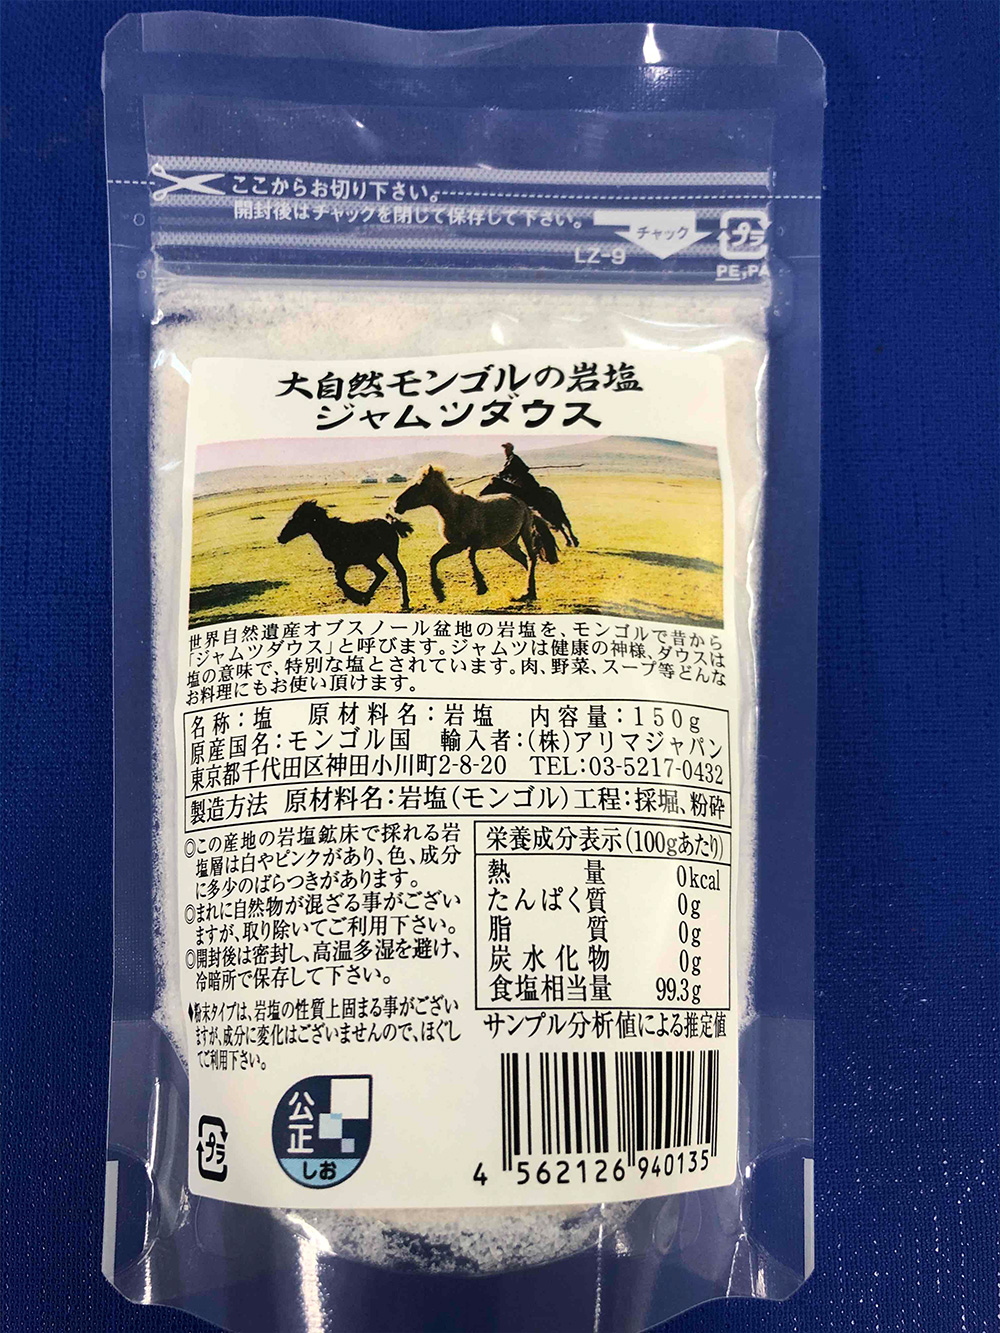 ここからお切り下さい。
開封後はチャックを閉じて保存して下さい。
チャック
プラ
LZ-9
PE,PA
大自然モンゴルの岩塩
ジャムツダウス
世界自然遺産オブスノール盆地の岩塩を、モンゴルで昔から
「ジャムツダウス」と呼びます。ジャムツは健康の神様、ダウスは
塩の意味で、特別な塩とされています。肉、野菜、スープ等どんな
お料理にもお使い頂けます。
名称：塩　原材料名：岩塩　内容量：150g
原産国名：モンゴル国　輸入者：(株)アリマジャパン
東京都千代田区神田小川町2-8-20　TEL：03-5217-0432
製造方法　原材料名：岩塩(モンゴル)工程：採堀、粉砕
◎この産地の岩塩鉱床で採れる岩
塩層は白やピンクがあり、色、成分
に多少のばらつきがあります。
◎まれに自然物が混ざる事がござい
ますが、取り除いてご利用下さい。
◎開封後は密封し、高温多湿を避け、
冷暗所で保存して下さい。
♦粉末タイプは、岩塩の性質上固まる事がござい
ますが、成分に変化はございませんので、ほぐし
てご利用下さい。
栄養成分表示(100gあたり)
熱量 0kcal
たんぱく質 0g
脂質 0g
炭水化物 0g
食塩相当量 99.3g
サンプル分析値による推定値
プラ
公正
しお
4 562126 940135